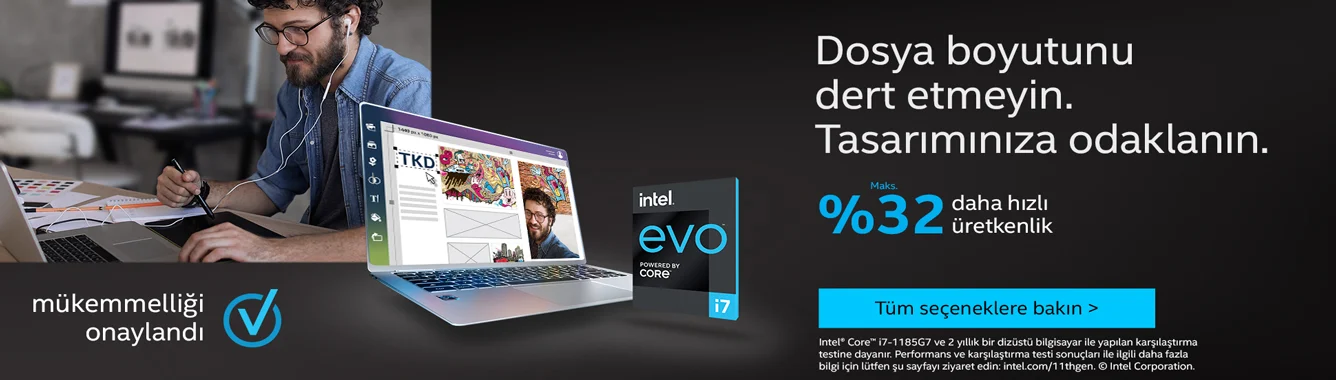 Dosya boyutunu
dert etmeyin.
Tasarımınıza odaklanın.
Maks.
%32
daha hızlı
üretkenlik
Tüm seçeneklere bakın >
Intel® Core™ i7-1185G7 ve 2 yıllık bir dizüstü bilgisayar ile yapılan karşılaştırma
testine dayanır. Performans ve karşılaştırma testi sonuçları ile ilgili daha fazla
bilgi için lütfen şu sayfayı ziyaret edin: intel.com/11thgen. © Intel Corporation.
mükemmelliği
onaylandı
TKD
T!
intel.
evo™
POWERED BY
CORE™
i7